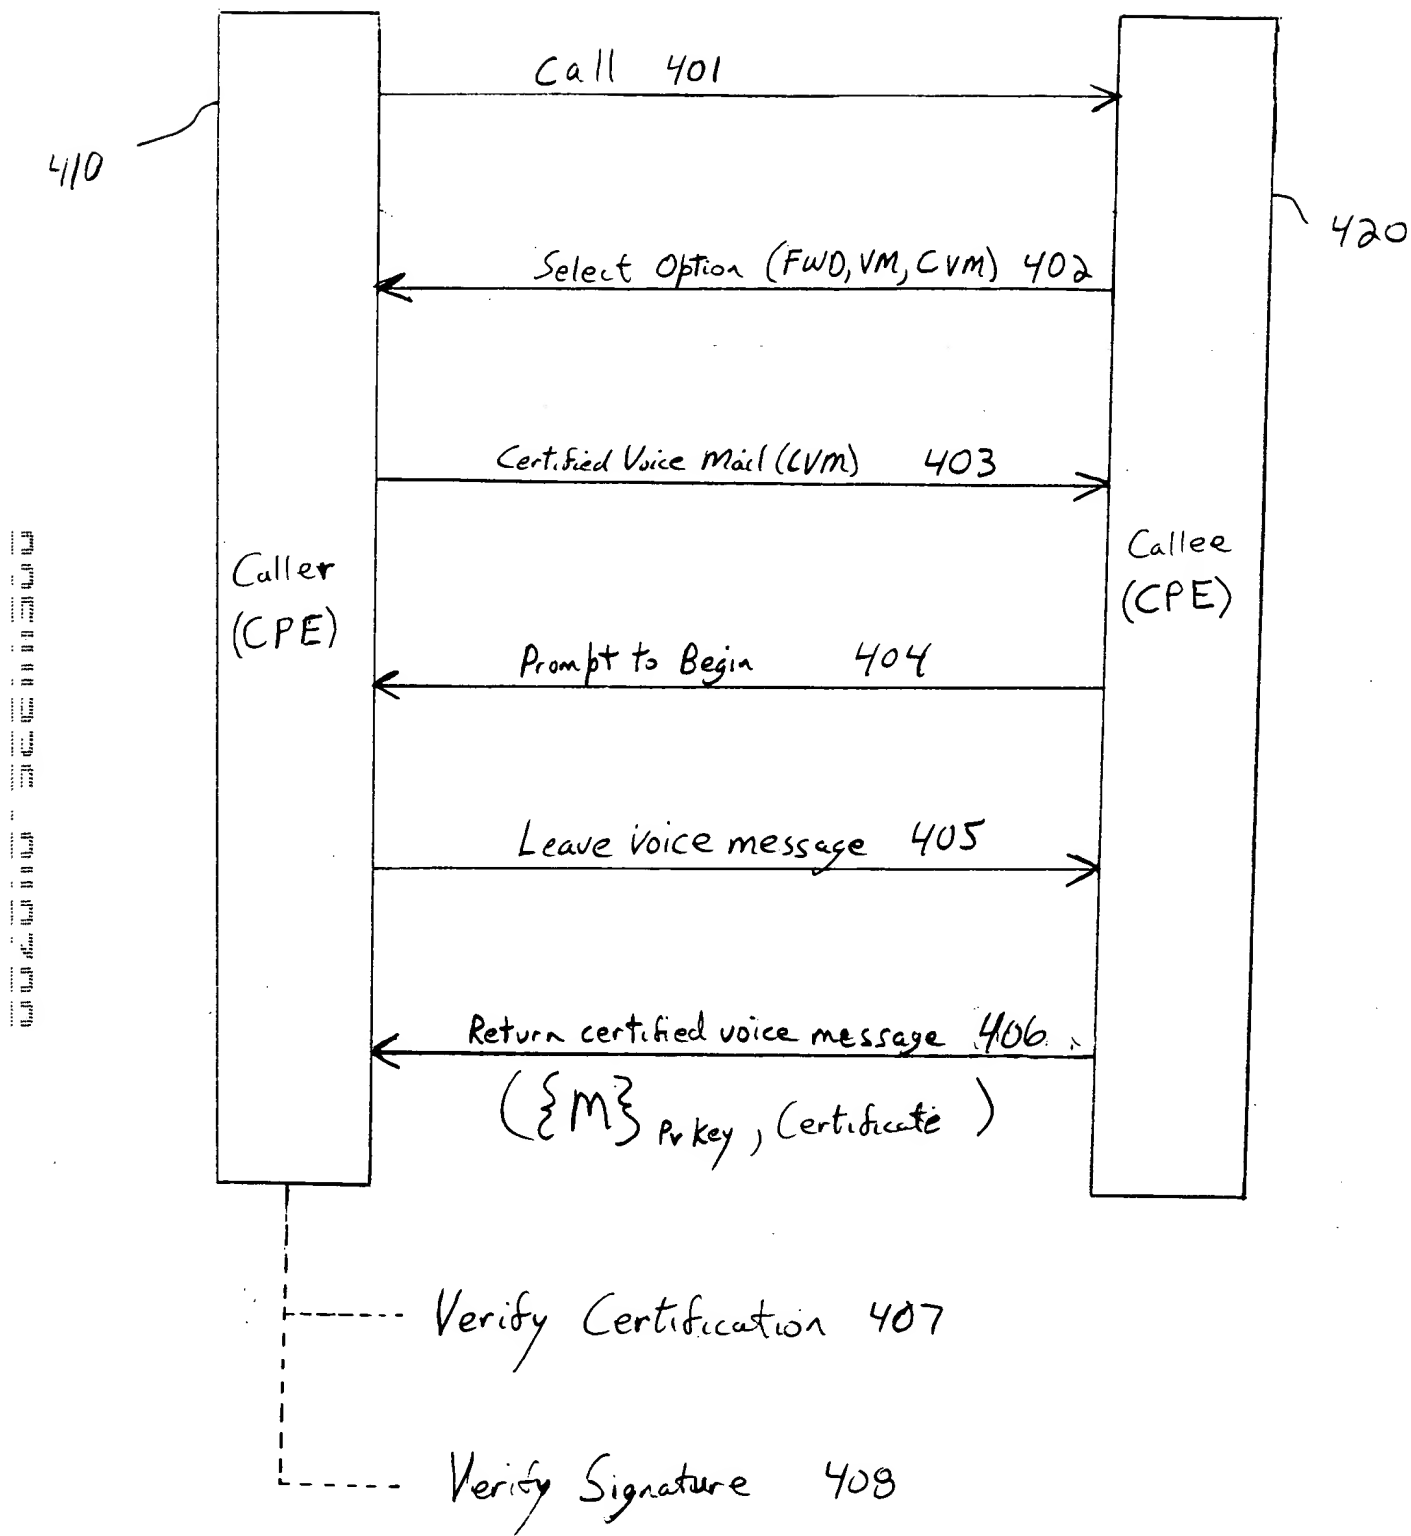 Call 401
410
420
Select Option (FWD, VM, CVM) 402
Certified Voice Mail (CVM) 403
Caller
(CPE)
Callee
(CPE)
Prompt to Begin 404
Leave voice message 405
Return certified voice message 406
({M} Pv Key, Certificate)
Verify Certification 407
Verify Signature 408